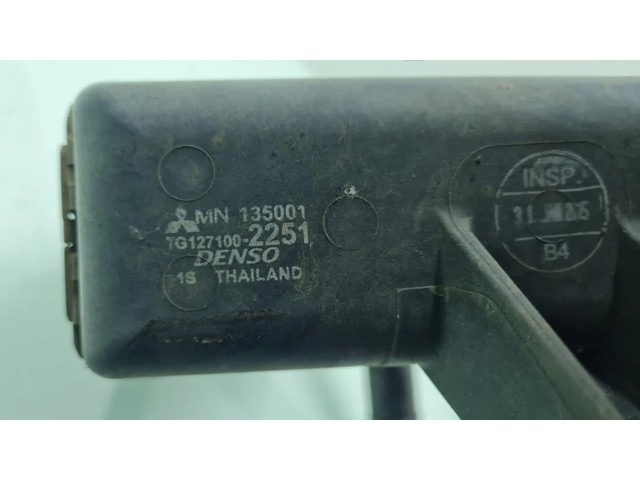 MN 135001
TG127100-2251
DENSO
1S THAILAND
INSP.
B4